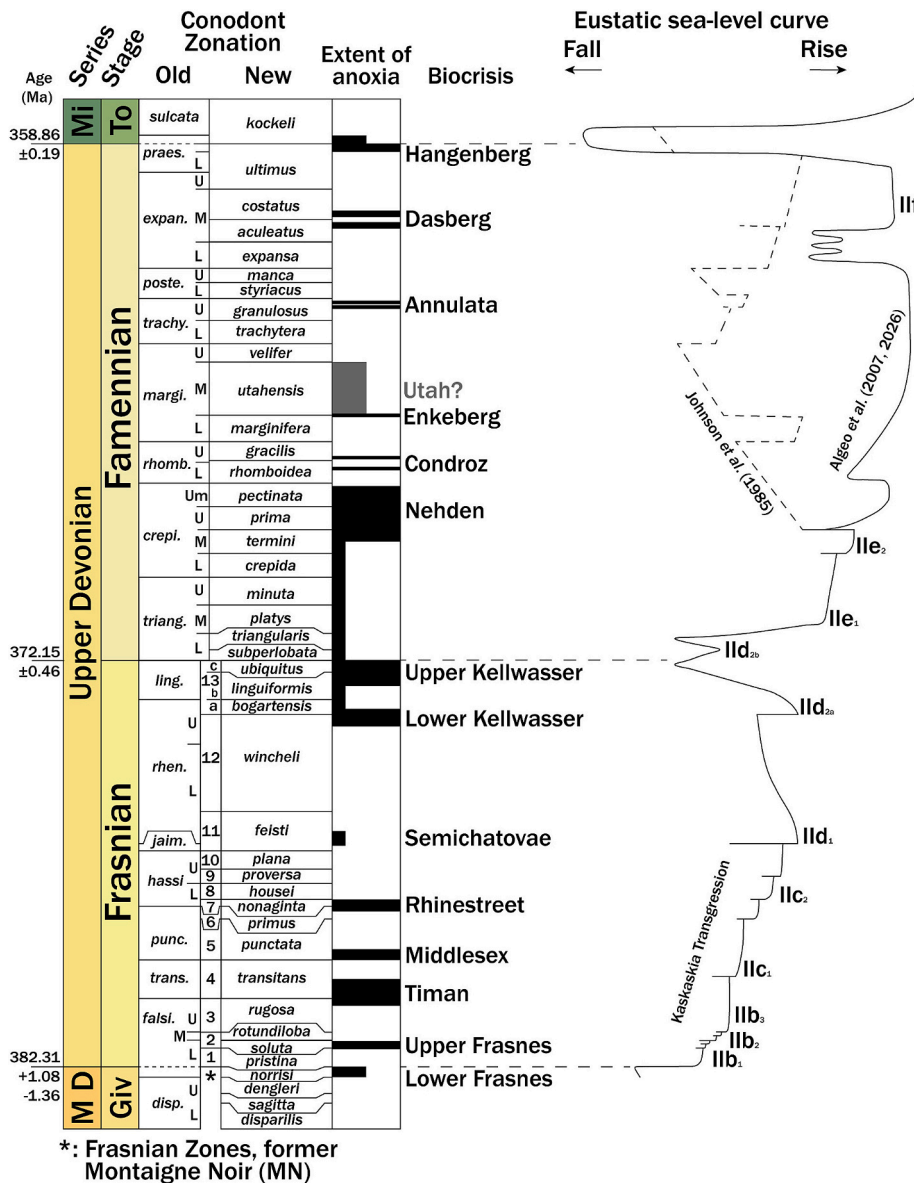 Conodont
Zonation
Eustatic sea-level curve
Series
Stage
Extent of
anoxia
Biocrisis
Fall
Rise
Age
(Ma)
Old
New
Mi
To
358.86
±0.19
sulcata
kockeli
praes.
L
U
ultimus
Hangenberg
expan.
M
L
costatus
aculeatus
expansa
Dasberg
IIf
poste.
U
L
manca
styriacus
trachy.
U
L
granulosus
trachytera
Annulata
margi.
U
M
L
velifer
utahensis
marginifera
Utah?
Enkeberg
rhomb.
U
L
gracilis
rhomboidea
Condroz
crepi.
Um
U
M
L
pectinata
prima
termini
crepida
Nehden
triang.
U
M
L
minuta
platys
triangularis
subperlobata
Johnson et al. (1985)
Algeo et al. (2007, 2026)
IIe2
IIe1
IId2b
Upper Devonian
Famennian
372.15
±0.46
ling.
c
13
b
a
ubiquitus
linguiformis
bogartensis
Upper Kellwasser
Lower Kellwasser
IId2a
rhen.
U
L
12
wincheli
jaim.
11
feisti
Semichatovae
IId1
hassi
U
L
10
9
8
plana
proversa
housei
IIc2
7
6
5
nonaginta
primus
punctata
Rhinestreet
punc.
Middlesex
trans.
4
transitans
Timan
IIc1
Kaskaskia Transgression
falsi.
U
M
L
3
2
1
rugosa
rotundiloba
soluta
pristina
Upper Frasnes
IIb3
IIb2
IIb1
Frasnian
382.31
+1.08
-1.36
M D
Giv
disp.
U
L
*
norrisi
dengleri
sagitta
disparilis
Lower Frasnes
*: Frasnian Zones, former
Montaigne Noir (MN)